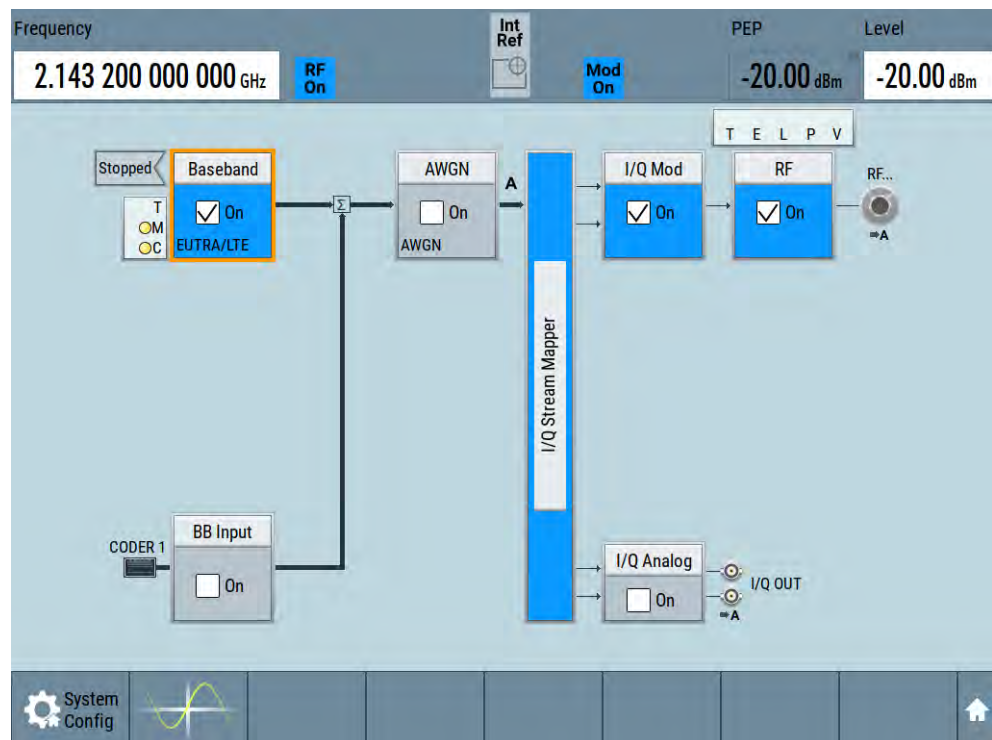 Frequency
Int
Ref
PEP
Level
2.143 200 000 000 GHz
RF
On
Mod
On
-20.00 dBm
-20.00 dBm
T E L P V
Stopped
Baseband
AWGN
I/Q Mod
RF
RF...
T
M
C
On
Σ
On
A
On
On
EUTRA/LTE
AWGN
A
I/Q Stream Mapper
CODER 1
BB Input
On
I/Q Analog
On
I/Q OUT
A
System
Config